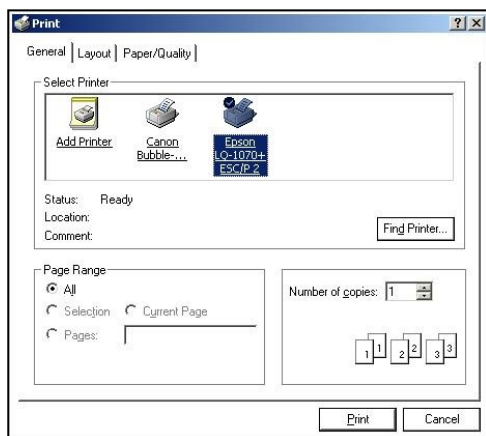 Print
General Layout Paper/Quality
Select Printer
Add Printer Canon Bubble-... Epson LQ-1070+ ESC/P 2
Status: Ready
Location:
Comment:
Find Printer...
Page Range
All
Selection Current Page
Pages:
Number of copies: 1
1 1 2 2 3 3
Print Cancel